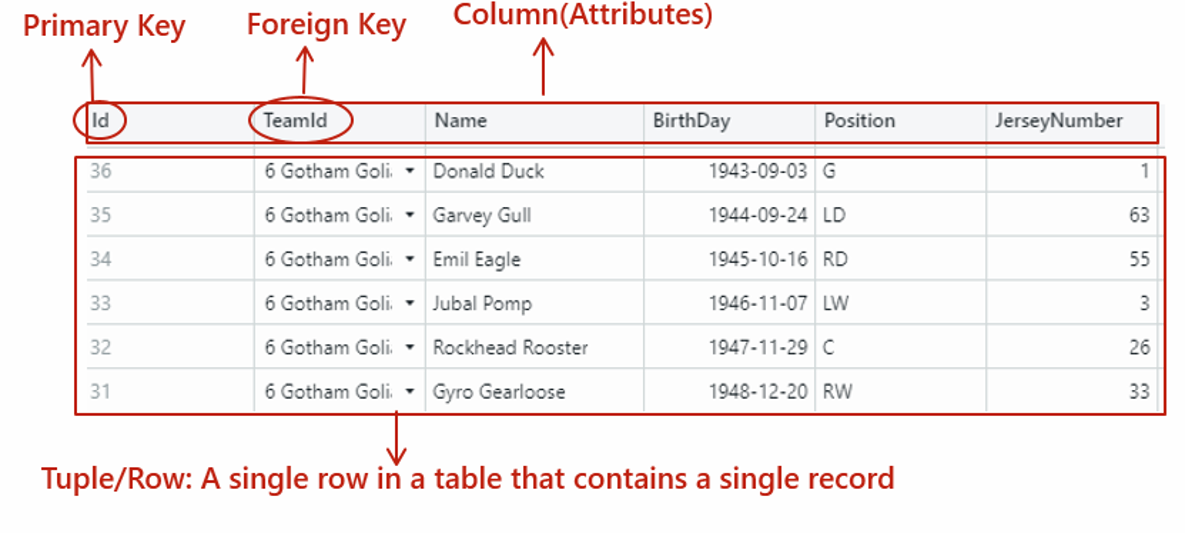 Primary Key Foreign Key Column(Attributes)
Id TeamId Name BirthDay Position JerseyNumber
36 6 Gotham Goli Donald Duck 1943-09-03 G 1
35 6 Gotham Goli Garvey Gull 1944-09-24 LD 63
34 6 Gotham Goli Emil Eagle 1945-10-16 RD 55
33 6 Gotham Goli Jubal Pomp 1946-11-07 LW 3
32 6 Gotham Goli Rockhead Rooster 1947-11-29 C 26
31 6 Gotham Goli Gyro Gearloose 1948-12-20 RW 33
Tuple/Row: A single row in a table that contains a single record